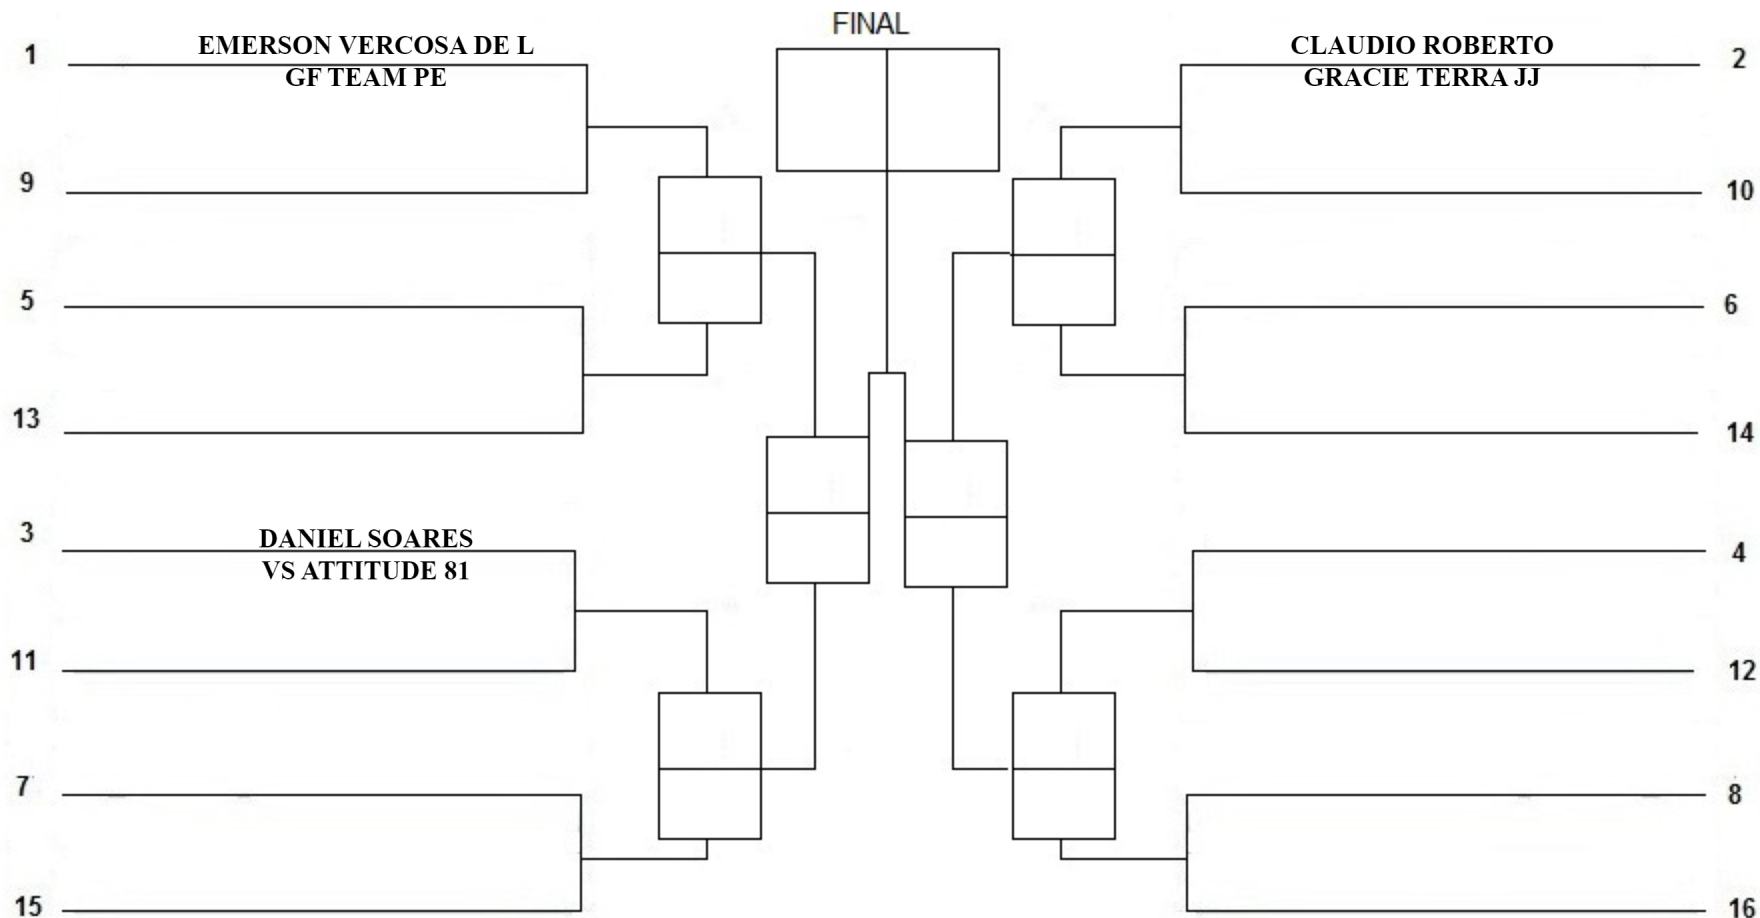 FINAL
1
EMERSON VERCOSA DE L
GF TEAM PE
9
5
13
3
DANIEL SOARES
VS ATTITUDE 81
11
7
15
CLAUDIO ROBERTO
GRACIE TERRA JJ
2
10
6
14
4
12
8
16